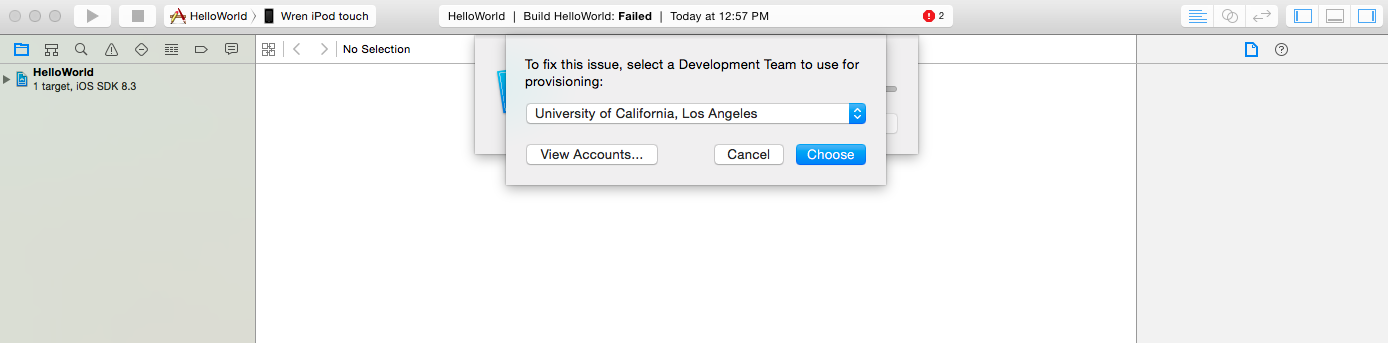 HelloWorld 〉 Wren iPod touch
HelloWorld | Build HelloWorld: Failed | Today at 12:57 PM
2
No Selection
HelloWorld
1 target, iOS SDK 8.3
To fix this issue, select a Development Team to use for
provisioning:
University of California, Los Angeles
View Accounts...
Cancel
Choose